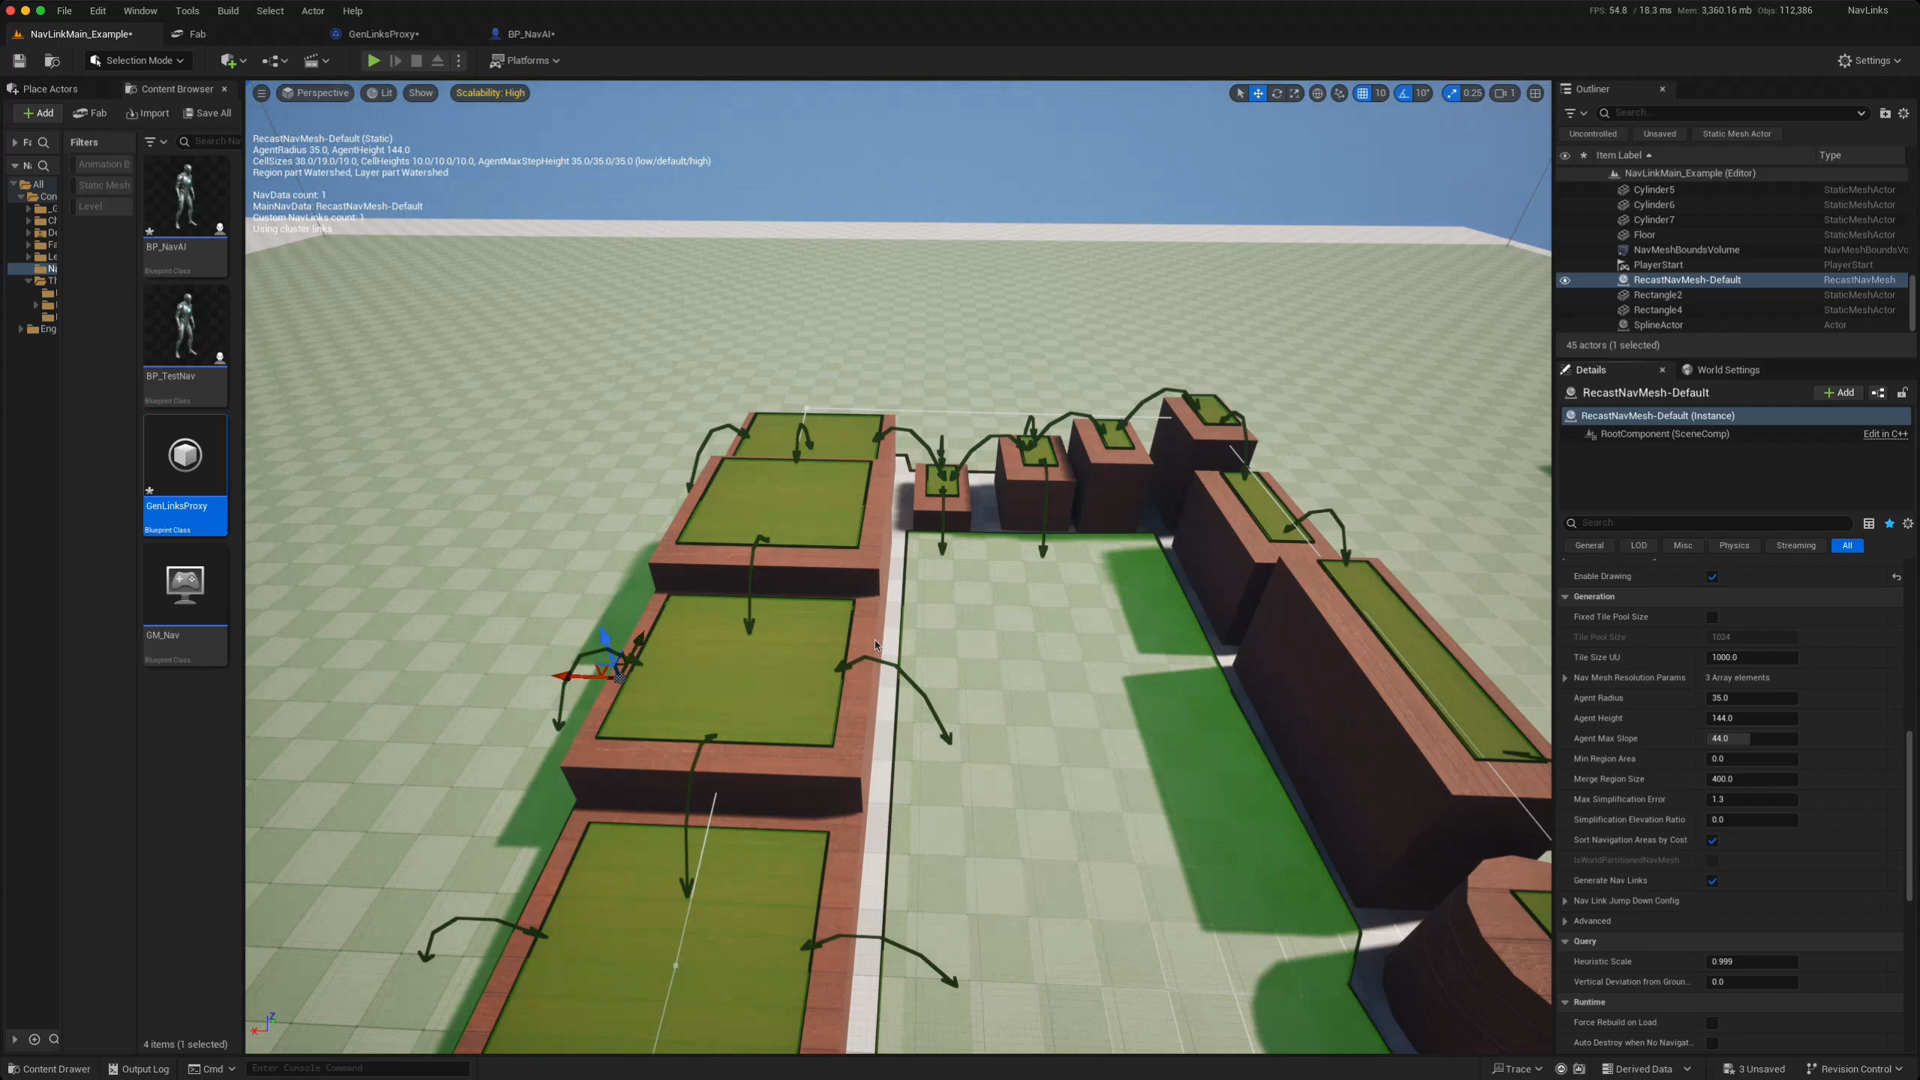 File Edit Window Tools Build Select Actor Help
FPS: 54.8 / 18.3 ms Mem: 3,360.16 mb Objs: 112,386 NavLinks
NavLinkMain_Example* Fab GenLinksProxy* BP_NavAI*
Selection Mode Platforms Settings
Place Actors Content Browser
Add Fab Import Save All
Filters Search Na
Animation B
Static Mesh
Level
All
Con
Eng
BP_NavAI
Blueprint Class
BP_TestNav
Blueprint Class
GenLinksProxy
Blueprint Class
GM_Nav
Blueprint Class
4 items (1 selected)
Perspective Lit Show Scalability: High
10 10° 0.25 1
RecastNavMesh-Default (Static)
AgentRadius 35.0, AgentHeight 144.0
CellSizes 38.0/19.0/19.0, CellHeights 10.0/10.0/10.0, AgentMaxStepHeight 35.0/35.0/35.0 (low/default/high)
Region part Watershed, Layer part Watershed
NavData count: 1
MainNavData: RecastNavMesh-Default
Custom NavLinks count: 1
Using cluster links
Outliner
Search...
Uncontrolled Unsaved Static Mesh Actor
Item Label Type
NavLinkMain_Example (Editor)
Cylinder5 StaticMeshActor
Cylinder6 StaticMeshActor
Cylinder7 StaticMeshActor
Floor StaticMeshActor
NavMeshBoundsVolume NavMeshBoundsVo
PlayerStart PlayerStart
RecastNavMesh-Default RecastNavMesh
Rectangle2 StaticMeshActor
Rectangle4 StaticMeshActor
SplineActor Actor
45 actors (1 selected)
Details World Settings
RecastNavMesh-Default Add
RecastNavMesh-Default (Instance)
RootComponent (SceneComp) Edit in C++
Search
General LOD Misc Physics Streaming All
Enable Drawing
Generation
Fixed Tile Pool Size
Tile Pool Size 1024
Tile Size UU 1000.0
Nav Mesh Resolution Params 3 Array elements
Agent Radius 35.0
Agent Height 144.0
Agent Max Slope 44.0
Min Region Area 0.0
Merge Region Size 400.0
Max Simplification Error 1.3
Simplification Elevation Ratio 0.0
Sort Navigation Areas by Cost
IsWorldPartitionedNavMesh
Generate Nav Links
Nav Link Jump Down Config
Advanced
Query
Heuristic Scale 0.999
Vertical Deviation from Groun... 0.0
Runtime
Force Rebuild on Load
Auto Destroy when No Navigat...
Content Drawer Output Log Cmd Enter Console Command
Trace Derived Data 3 Unsaved Revision Control